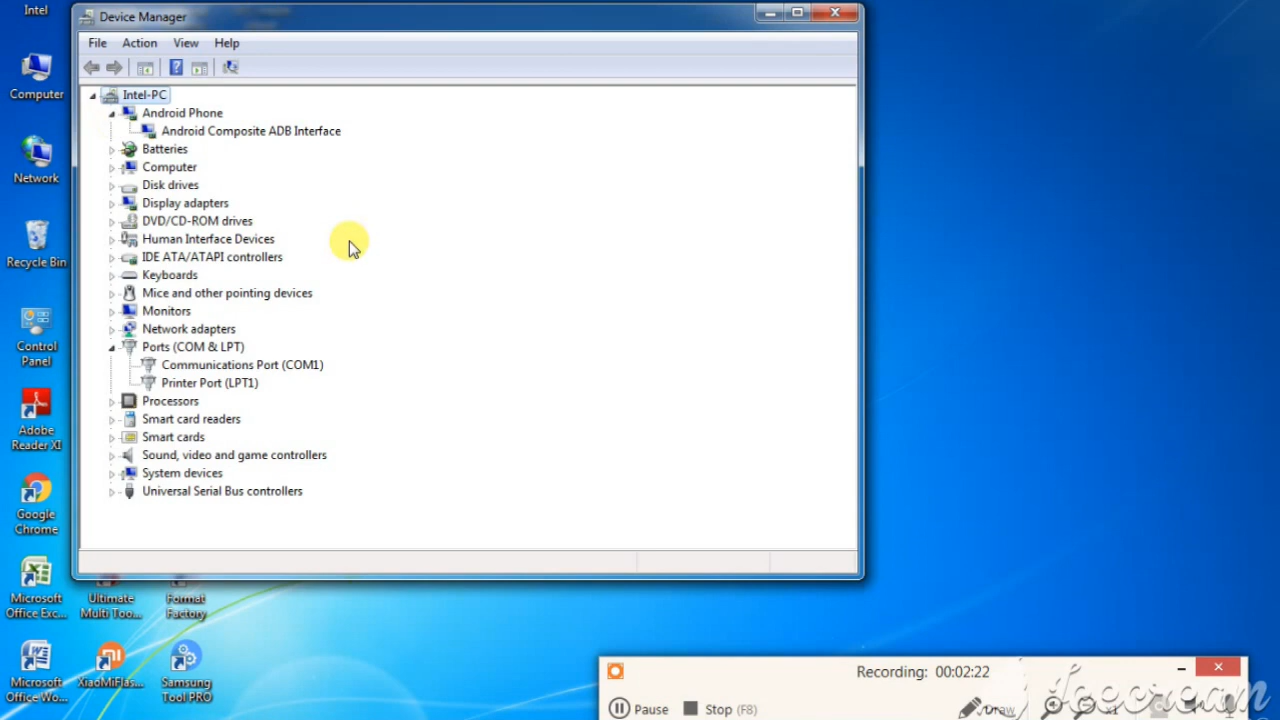 Intel
Computer
Network
Recycle Bin
Control
Panel
Adobe
Reader XI
Google
Chrome
Microsoft
Office Exc...
Ultimate
Multi Too...
Format
Factory
Microsoft
Office Wo...
XiaoMiFlas...
Samsung
Tool PRO
Device Manager
File Action View Help
Intel-PC
Android Phone
Android Composite ADB Interface
Batteries
Computer
Disk drives
Display adapters
DVD/CD-ROM drives
Human Interface Devices
IDE ATA/ATAPI controllers
Keyboards
Mice and other pointing devices
Monitors
Network adapters
Ports (COM & LPT)
Communications Port (COM1)
Printer Port (LPT1)
Processors
Smart card readers
Smart cards
Sound, video and game controllers
System devices
Universal Serial Bus controllers
Recording: 00:02:22
Pause Stop (F8) Draw x1
Icecream